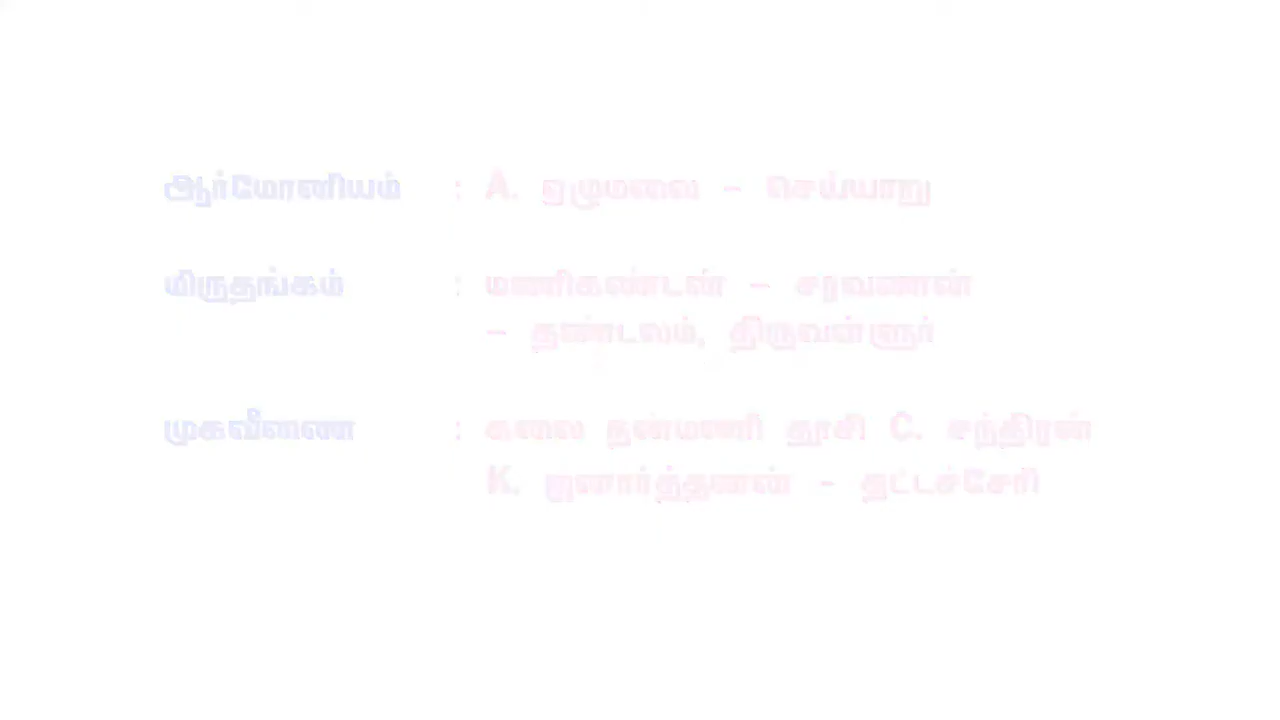 ஆர்மோனியம் : A. ஏழுமலை - செய்யாறு
மிருதங்கம் : மணிகண்டன் - சரவணன்
- தண்டலம், திருவள்ளூர்
முகவீணை : கலை நன்மணி தூசி C. சந்திரன்
K. ஜனார்த்தனன் - தட்டச்சேரி